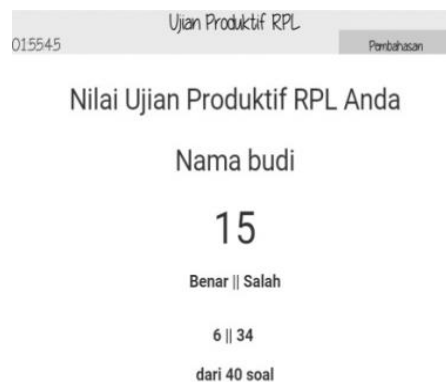 Ujian Produktif RPL
015545
Pembahasan
Nilai Ujian Produktif RPL Anda
Nama budi
15
Benar || Salah
6 || 34
dari 40 soal